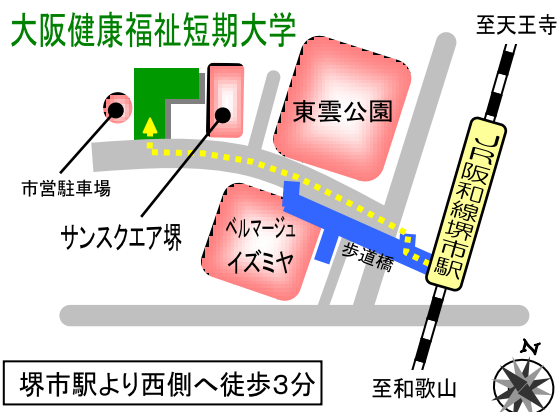 大阪健康福祉短期大学
至天王寺
東雲公園
JR阪和線堺市駅
市営駐車場
サンスクエア堺
ベルマージュ
イズミヤ
歩道橋
堺市駅より西側へ徒歩3分
至和歌山
N